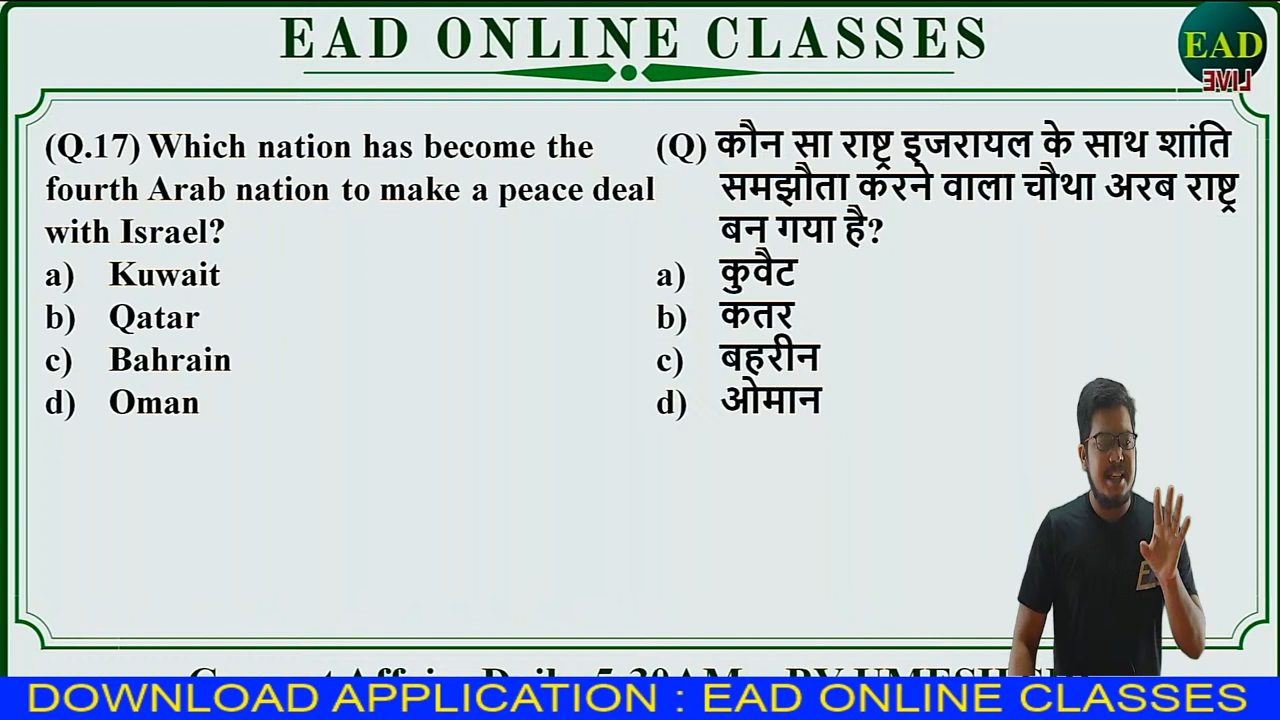 EAD ONLINE CLASSES
EAD
LIVE
(Q.17) Which nation has become the
fourth Arab nation to make a peace deal
with Israel?
a) Kuwait
b) Qatar
c) Bahrain
d) Oman
(Q) कौन सा राष्ट्र इजरायल के साथ शांति
समझौता करने वाला चौथा अरब राष्ट्र
बन गया है?
a) कुवैट
b) कतर
c) बहरीन
d) ओमान
DOWNLOAD APPLICATION : EAD ONLINE CLASSES